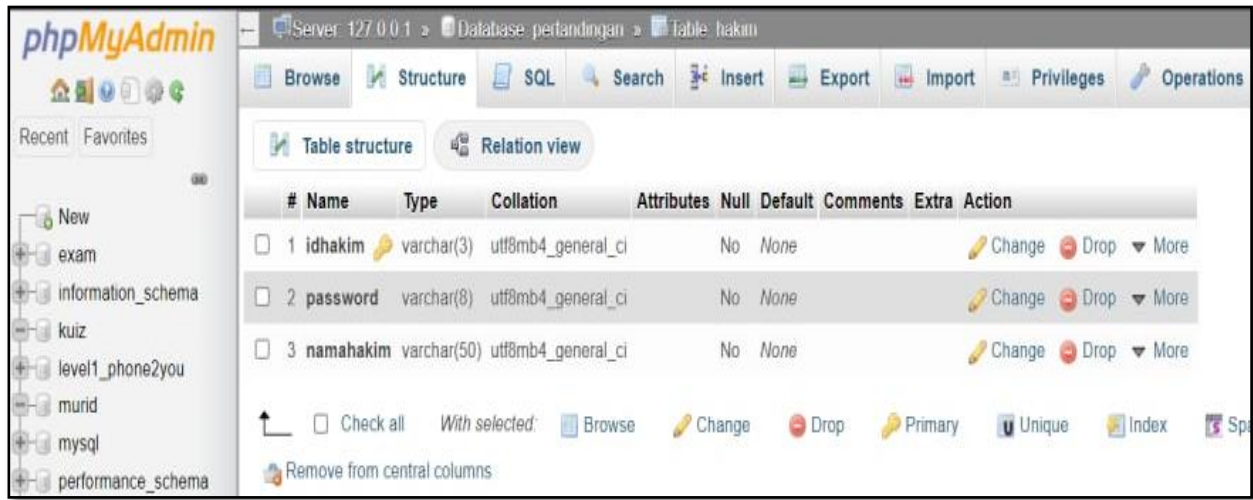 phpMyAdmin
Recent Favorites
New
exam
information_schema
kuiz
level1_phone2you
murid
mysql
performance_schema
Server: 127.0.0.1 » Database: pertandingan » Table: hakim
Browse Structure SQL Search Insert Export Import Privileges Operations
Table structure Relation view
# Name Type Collation Attributes Null Default Comments Extra Action
1 idhakim varchar(3) utf8mb4_general_ci No None Change Drop More
2 password varchar(8) utf8mb4_general_ci No None Change Drop More
3 namahakim varchar(50) utf8mb4_general_ci No None Change Drop More
Check all With selected: Browse Change Drop Primary Unique Index Spa
Remove from central columns